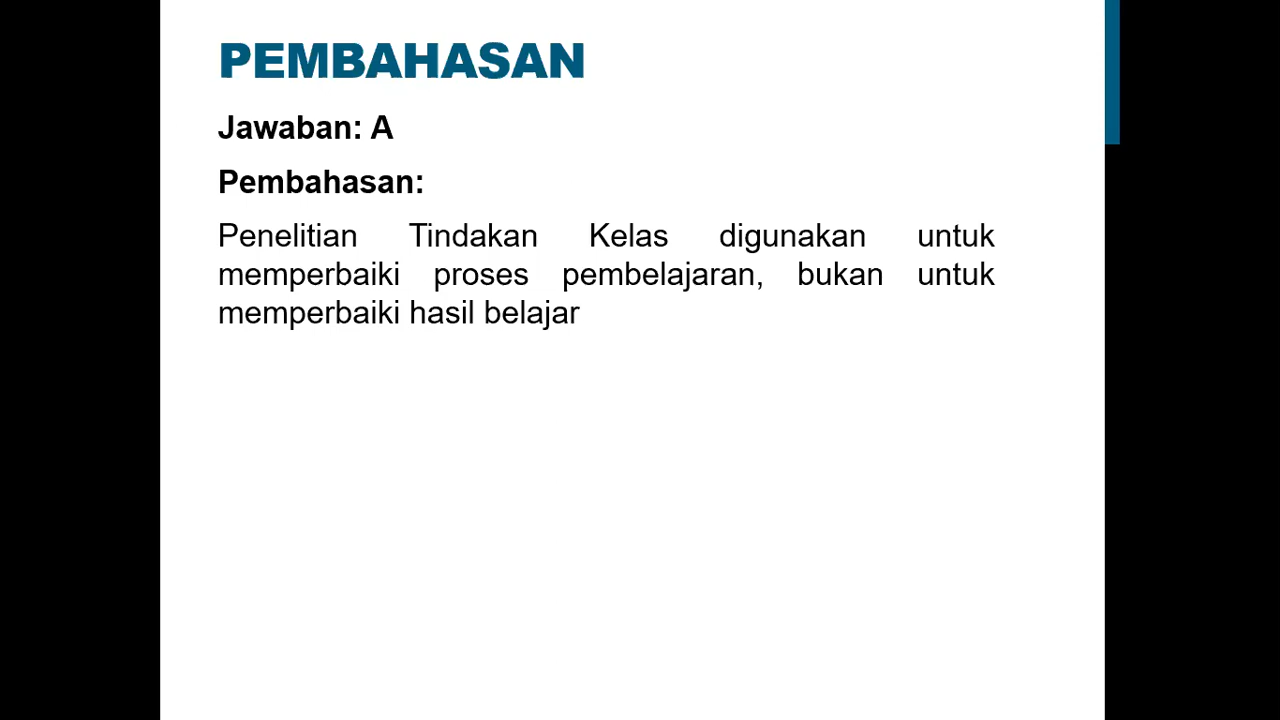 PEMBAHASAN
Jawaban: A
Pembahasan:
Penelitian Tindakan Kelas digunakan untuk
memperbaiki proses pembelajaran, bukan untuk
memperbaiki hasil belajar